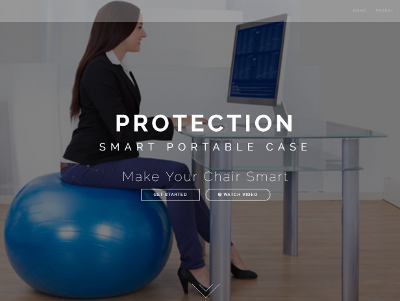 PROTECTION
SMART PORTABLE CASE
Make Your Chair Smart
GET STARTED
WATCH VIDEO